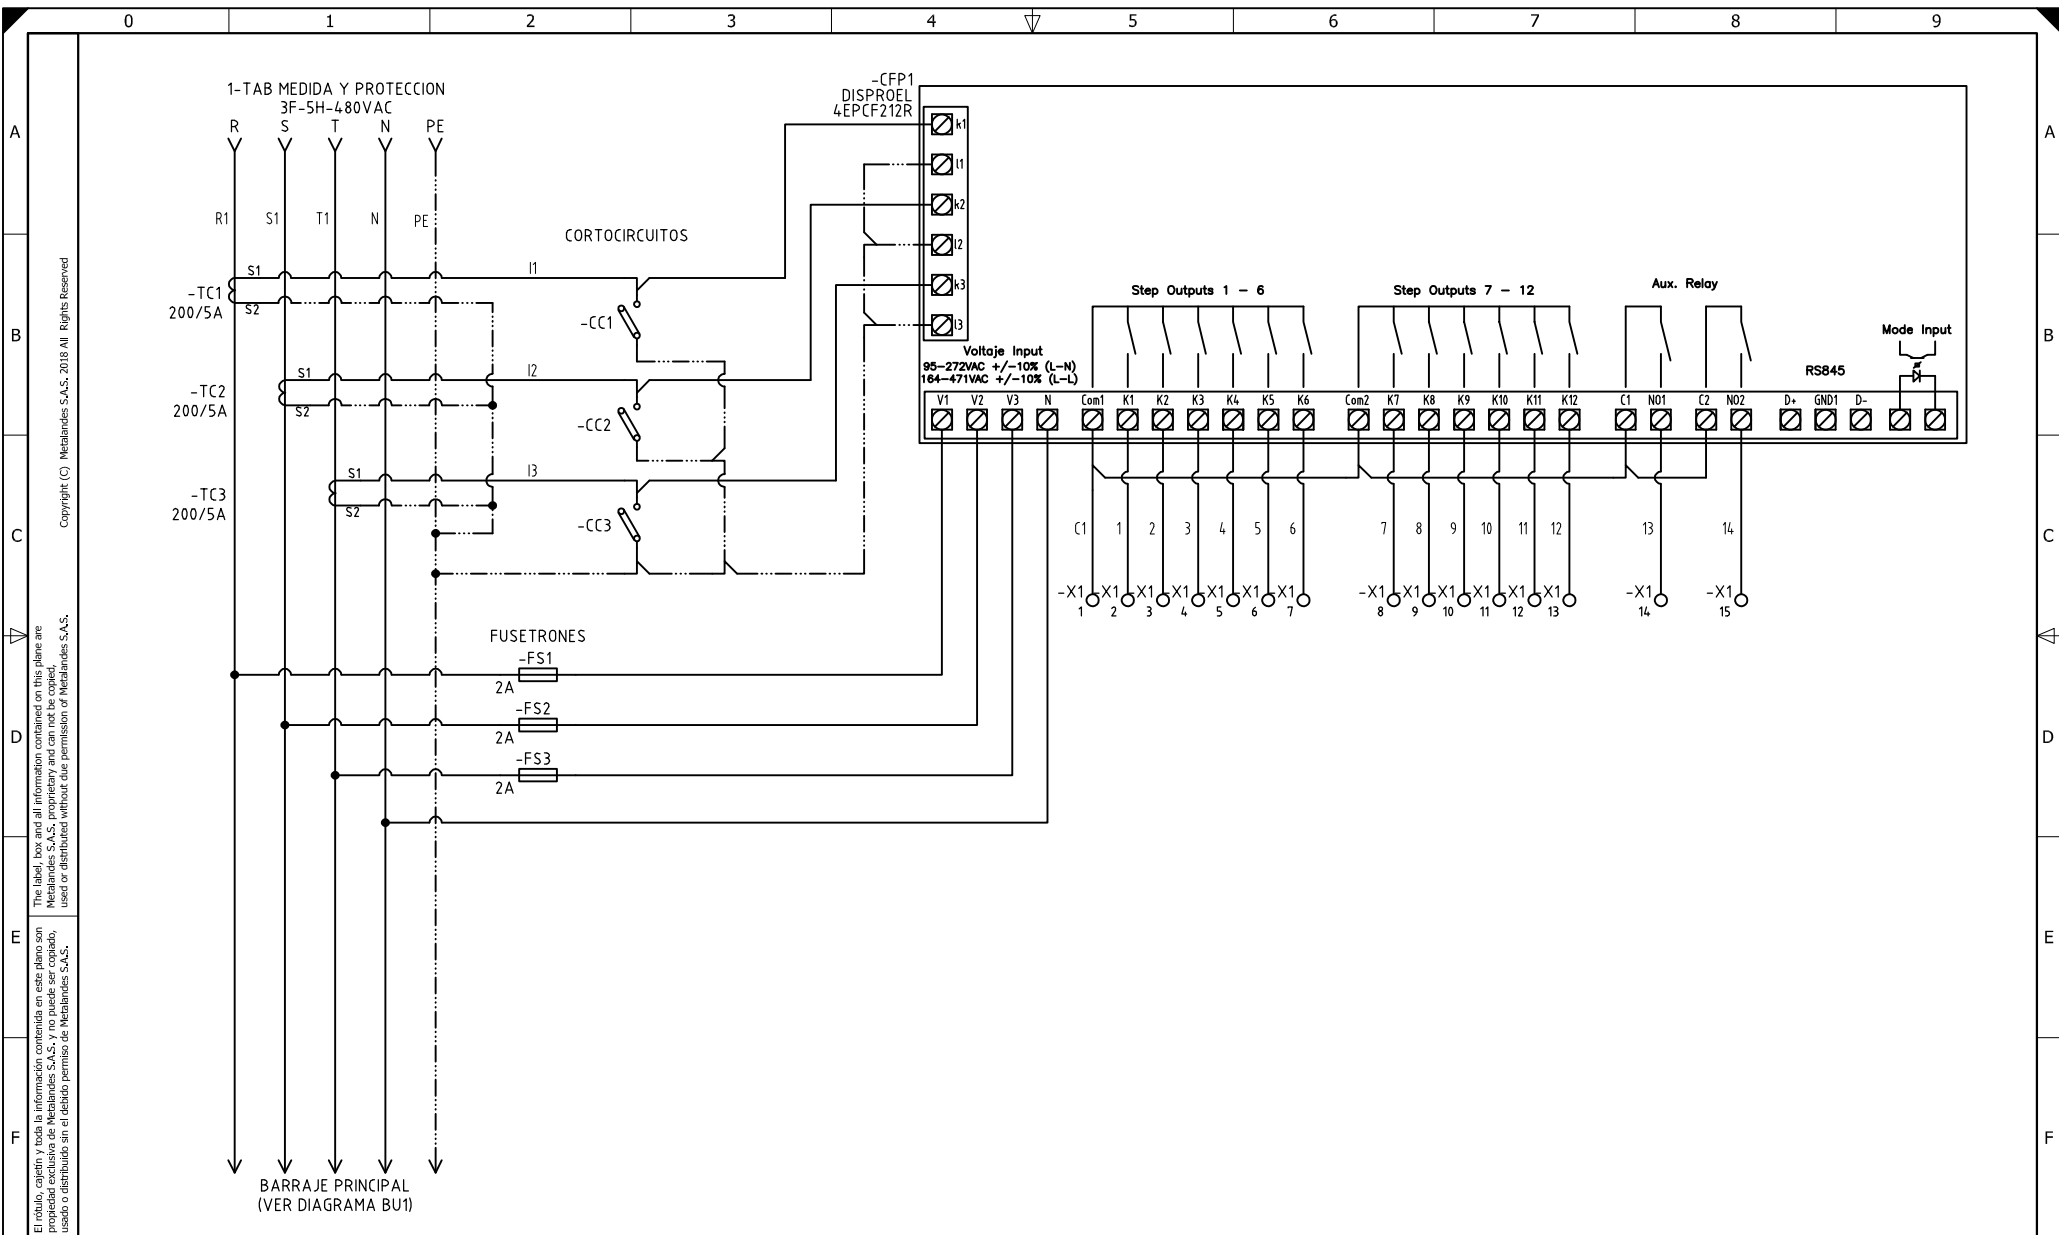 0 1 2 3 4 5 6 7 8 9
A A
B B
C C
D D
E E
F F
1-TAB MEDIDA Y PROTECCION
3F-5H-480VAC
R S T N PE
R1 S1 T1 N PE
CORTOCIRCUITOS
-TC1
200/5A
S1
S2
I1
-CC1
-TC2
200/5A
S1
S2
I2
-CC2
-TC3
200/5A
S1
S2
I3
-CC3
FUSETRONES
-FS1
2A
-FS2
2A
-FS3
2A
BARRAJE PRINCIPAL
(VER DIAGRAMA BU1)
-CFP1
DISPROEL
4EPCF212R
k1
l1
k2
l2
k3
l3
Voltaje Input
95-272VAC +/-10% (L-N)
164-471VAC +/-10% (L-L)
Step Outputs 1 - 6
Step Outputs 7 - 12
Aux. Relay
Mode Input
RS845
V1 V2 V3 N Com1 K1 K2 K3 K4 K5 K6 Com2 K7 K8 K9 K10 K11 K12 C1 NO1 C2 NO2 D+ GND1 D-
C1 1 2 3 4 5 6 7 8 9 10 11 12 13 14
-X1 -X1 -X1 -X1 -X1 -X1 -X1 -X1 -X1 -X1 -X1 -X1 -X1 -X1 -X1
1 2 3 4 5 6 7 8 9 10 11 12 13 14 15
Copyright (C) Metalandes S.A.S. 2018 All Rights Reserved
The label, box and all information contained on this plane are
Metalandes S.A.S. proprietary and can not be copied,
used or distributed without due permission of Metalandes S.A.S.
El rótulo, cajetín y toda la información contenida en este plano son
propiedad exclusiva de Metalandes S.A.S. y no puede ser copiado,
usado o distribuido sin el debido permiso de Metalandes S.A.S.